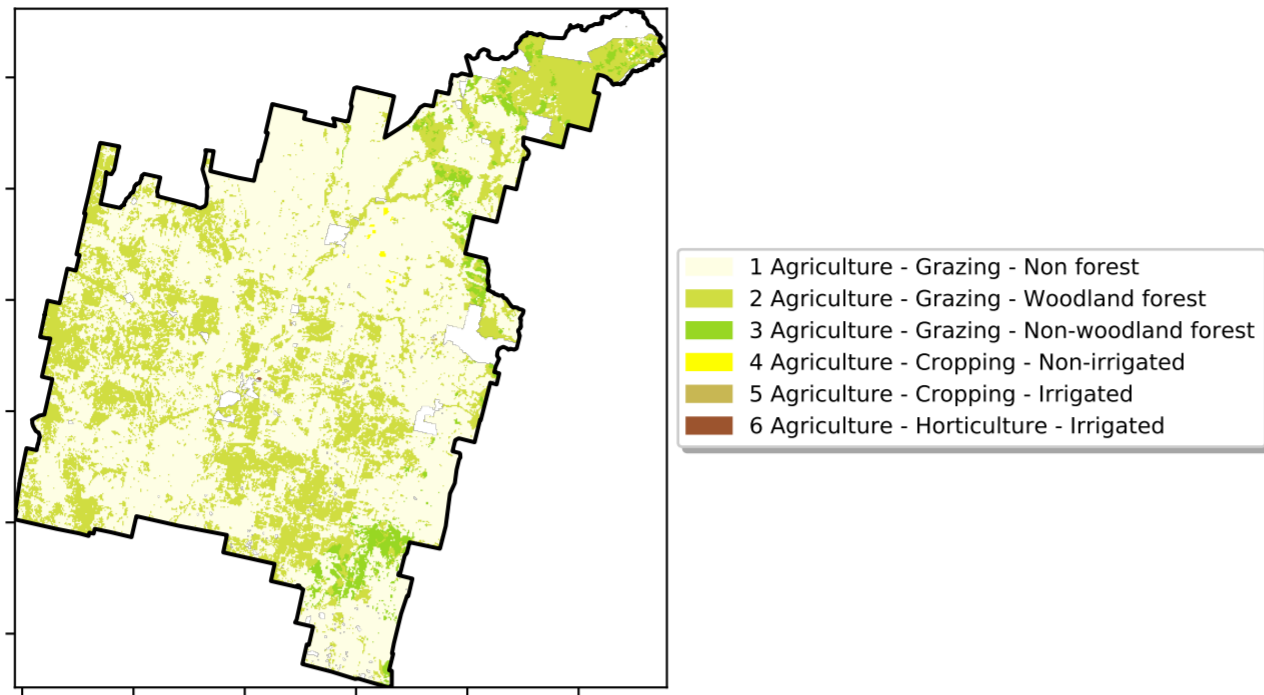 1 Agriculture - Grazing - Non forest
2 Agriculture - Grazing - Woodland forest
3 Agriculture - Grazing - Non-woodland forest
4 Agriculture - Cropping - Non-irrigated
5 Agriculture - Cropping - Irrigated
6 Agriculture - Horticulture - Irrigated